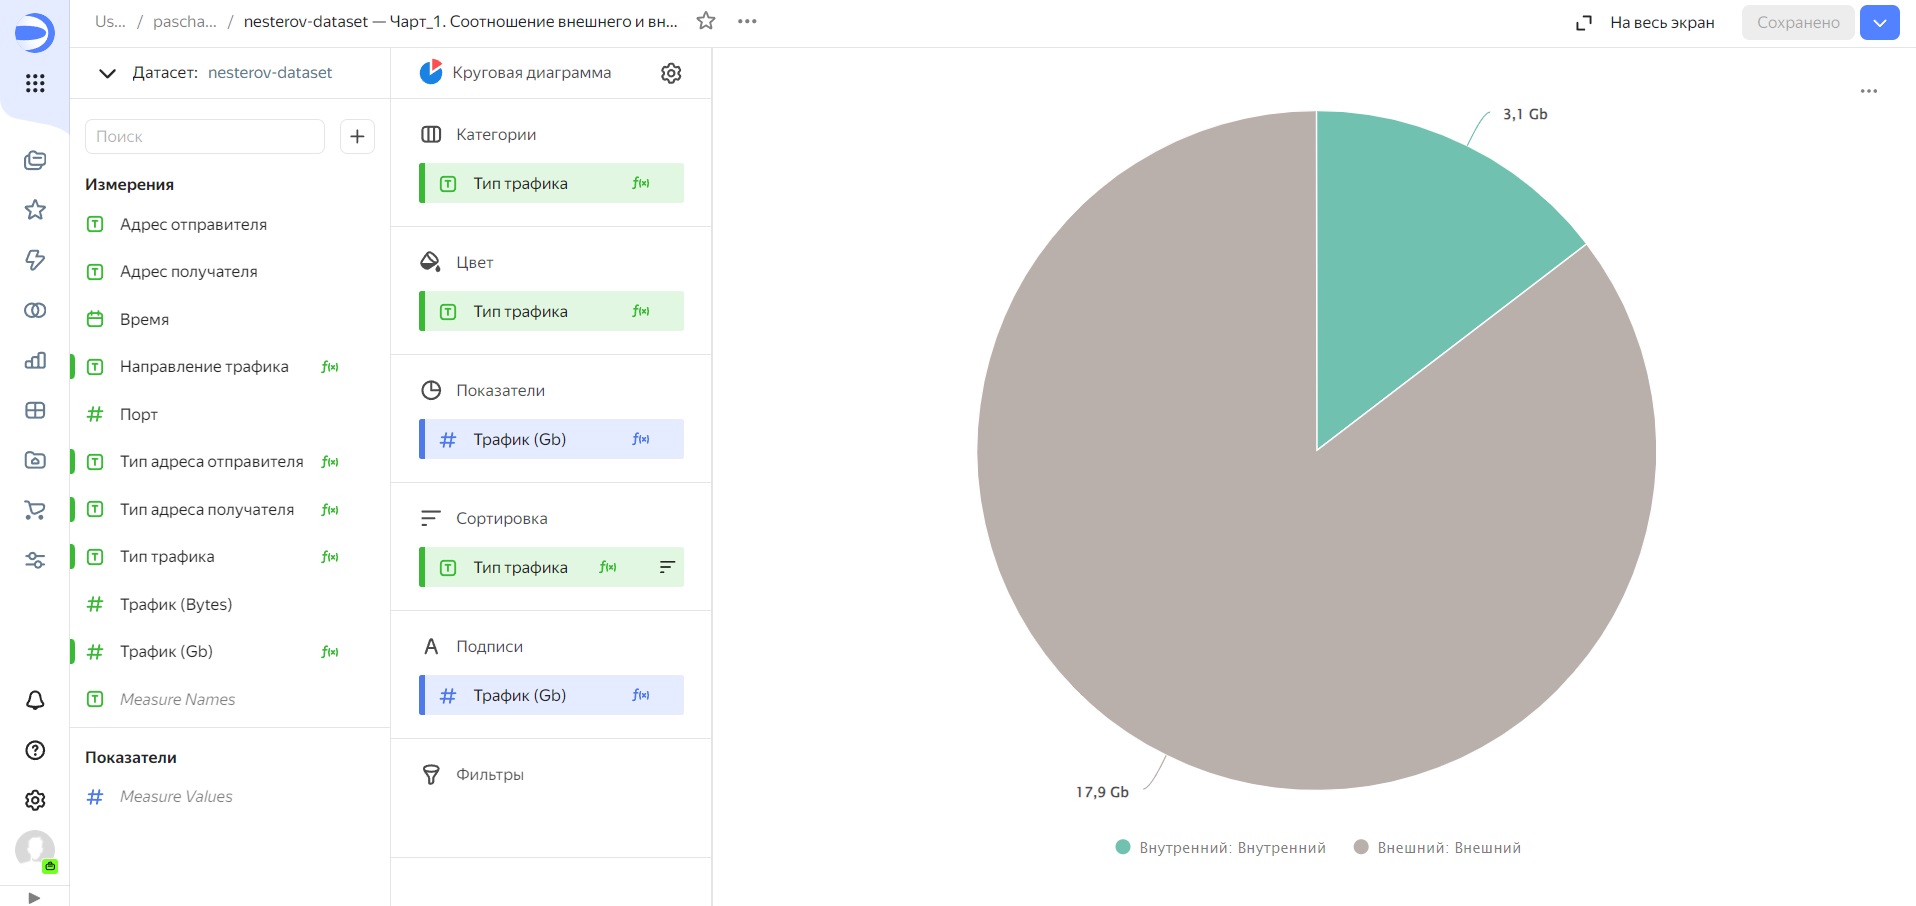 Us... / pascha... / nesterov-dataset — Чарт_1. Соотношение внешнего и вн...
На весь экран
Сохранено
Датасет: nesterov-dataset
Поиск
Измерения
Адрес отправителя
Адрес получателя
Время
Направление трафика f(x)
Порт
Тип адреса отправителя f(x)
Тип адреса получателя f(x)
Тип трафика f(x)
Трафик (Bytes)
Трафик (Gb) f(x)
Measure Names
Показатели
Measure Values
Круговая диаграмма
Категории
Тип трафика f(x)
Цвет
Тип трафика f(x)
Показатели
Трафик (Gb) f(x)
Сортировка
Тип трафика f(x)
Подписи
Трафик (Gb) f(x)
Фильтры
3,1 Gb
17,9 Gb
Внутренний: Внутренний
Внешний: Внешний